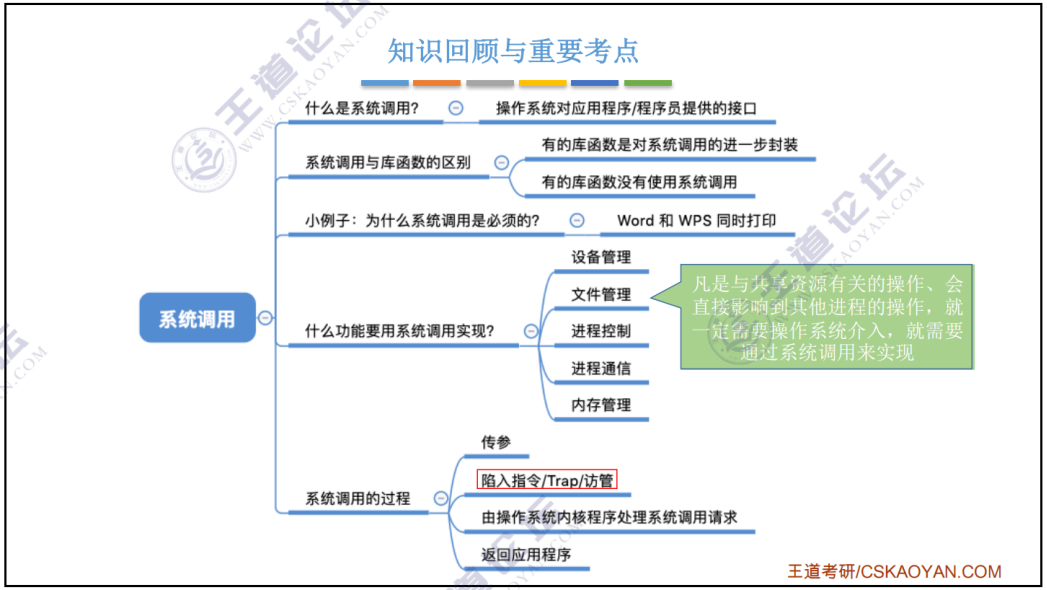 知识回顾与重要考点
什么是系统调用?
操作系统对应用程序/程序员提供的接口
系统调用与库函数的区别
有的库函数是对系统调用的进一步封装
有的库函数没有使用系统调用
小例子：为什么系统调用是必须的?
Word 和 WPS 同时打印
系统调用
什么功能要用系统调用实现?
设备管理
文件管理
进程控制
进程通信
内存管理
凡是与共享资源有关的操作、会
直接影响到其他进程的操作，就
一定需要操作系统介入，就需要
通过系统调用来实现
系统调用的过程
传参
陷入指令/Trap/访管
由操作系统内核程序处理系统调用请求
返回应用程序
王道考研/CSKAOYAN.COM
王道论坛
WWW.CSKAOYAN.COM